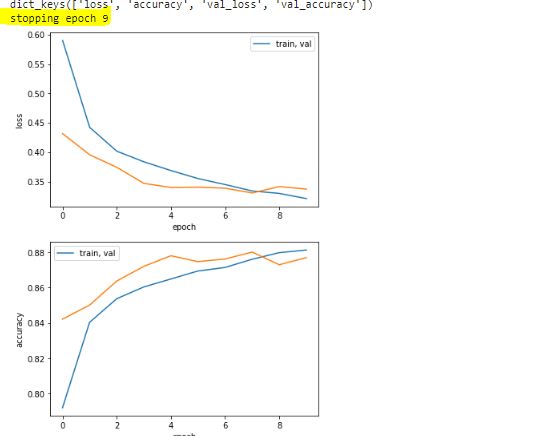 dict_keys(['loss', 'accuracy', 'val_loss', 'val_accuracy'])
stopping epoch 9
0.60
0.55
0.50
0.45
0.40
0.35
loss
train, val
0 2 4 6 8
epoch
0.88
0.86
0.84
0.82
0.80
accuracy
train, val
0 2 4 6 8
epoch